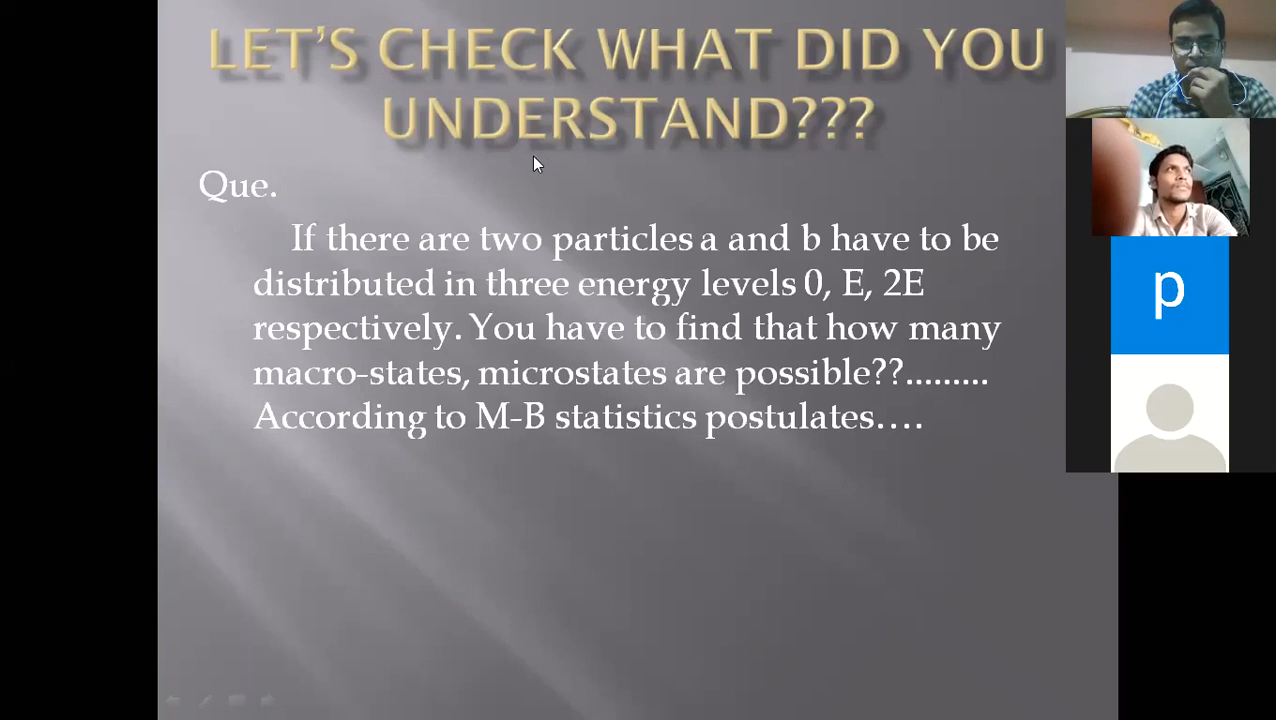 LET'S CHECK WHAT DID YOU
UNDERSTAND???
Que.
If there are two particles a and b have to be
distributed in three energy levels 0, E, 2E
respectively. You have to find that how many
macro-states, microstates are possible??.........
According to M-B statistics postulates....
p